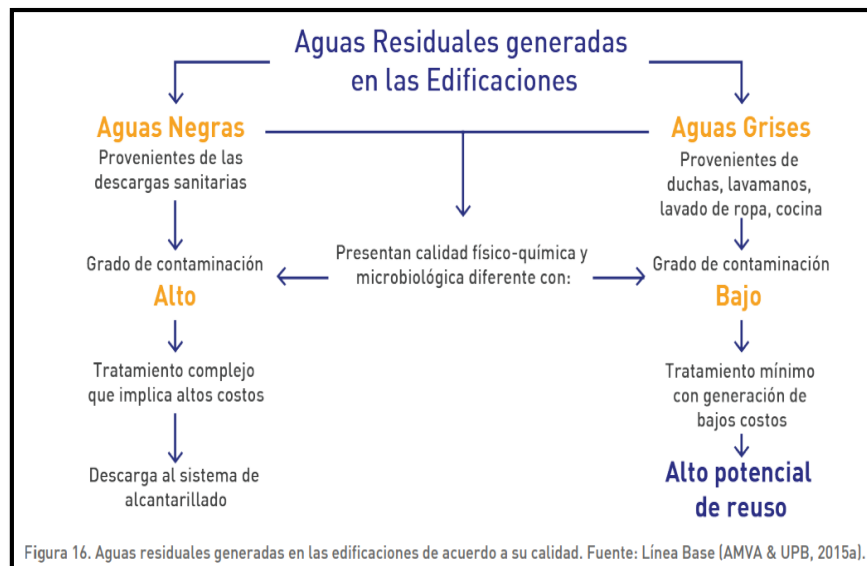 Aguas Residuales generadas
en las Edificaciones
Aguas Negras
Provenientes de las
descargas sanitarias
Grado de contaminación
Alto
Tratamiento complejo
que implica altos costos
Descarga al sistema de
alcantarillado
Presentan calidad físico-química y
microbiológica diferente con:
Aguas Grises
Provenientes de
duchas, lavamanos,
lavado de ropa, cocina
Grado de contaminación
Bajo
Tratamiento mínimo
con generación de
bajos costos
Alto potencial
de reuso
Figura 16. Aguas residuales generadas en las edificaciones de acuerdo a su calidad. Fuente: Línea Base (AMVA & UPB, 2015a).